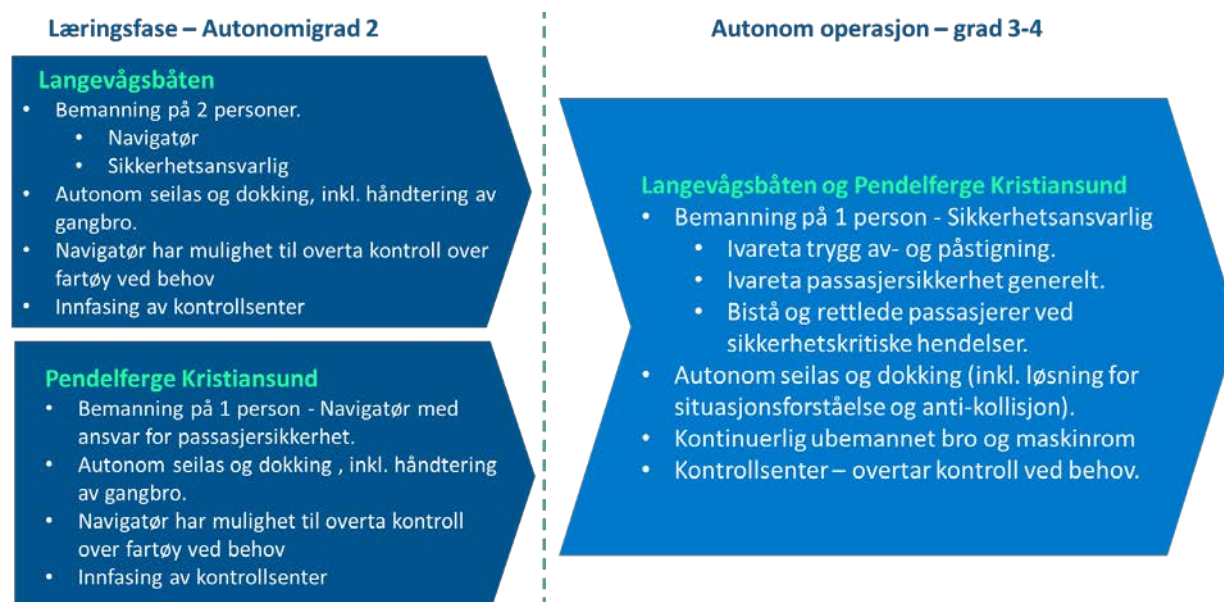 Læringsfase – Autonomigrad 2
Langevågsbåten
• Bemanning på 2 personer.
• Navigatør
• Sikkerhetsansvarlig
• Autonom seilas og dokking, inkl. håndtering av
gangbro.
• Navigatør har mulighet til overta kontroll over
fartøy ved behov
• Innfasing av kontrollsenter
Pendelferge Kristiansund
• Bemanning på 1 person - Navigatør med
ansvar for passasjersikkerhet.
• Autonom seilas og dokking , inkl. håndtering
av gangbro.
• Navigatør har mulighet til overta kontroll
over fartøy ved behov
• Innfasing av kontrollsenter
Autonom operasjon – grad 3-4
Langevågsbåten og Pendelferge Kristiansund
• Bemanning på 1 person - Sikkerhetsansvarlig
• Ivareta trygg av- og påstigning.
• Ivareta passasjersikkerhet generelt.
• Bistå og rettlede passasjerer ved
sikkerhetskritiske hendelser.
• Autonom seilas og dokking (inkl. løsning for
situasjonsforståelse og anti-kollisjon).
• Kontinuerlig ubemannet bro og maskinrom
• Kontrollsenter – overtar kontroll ved behov.